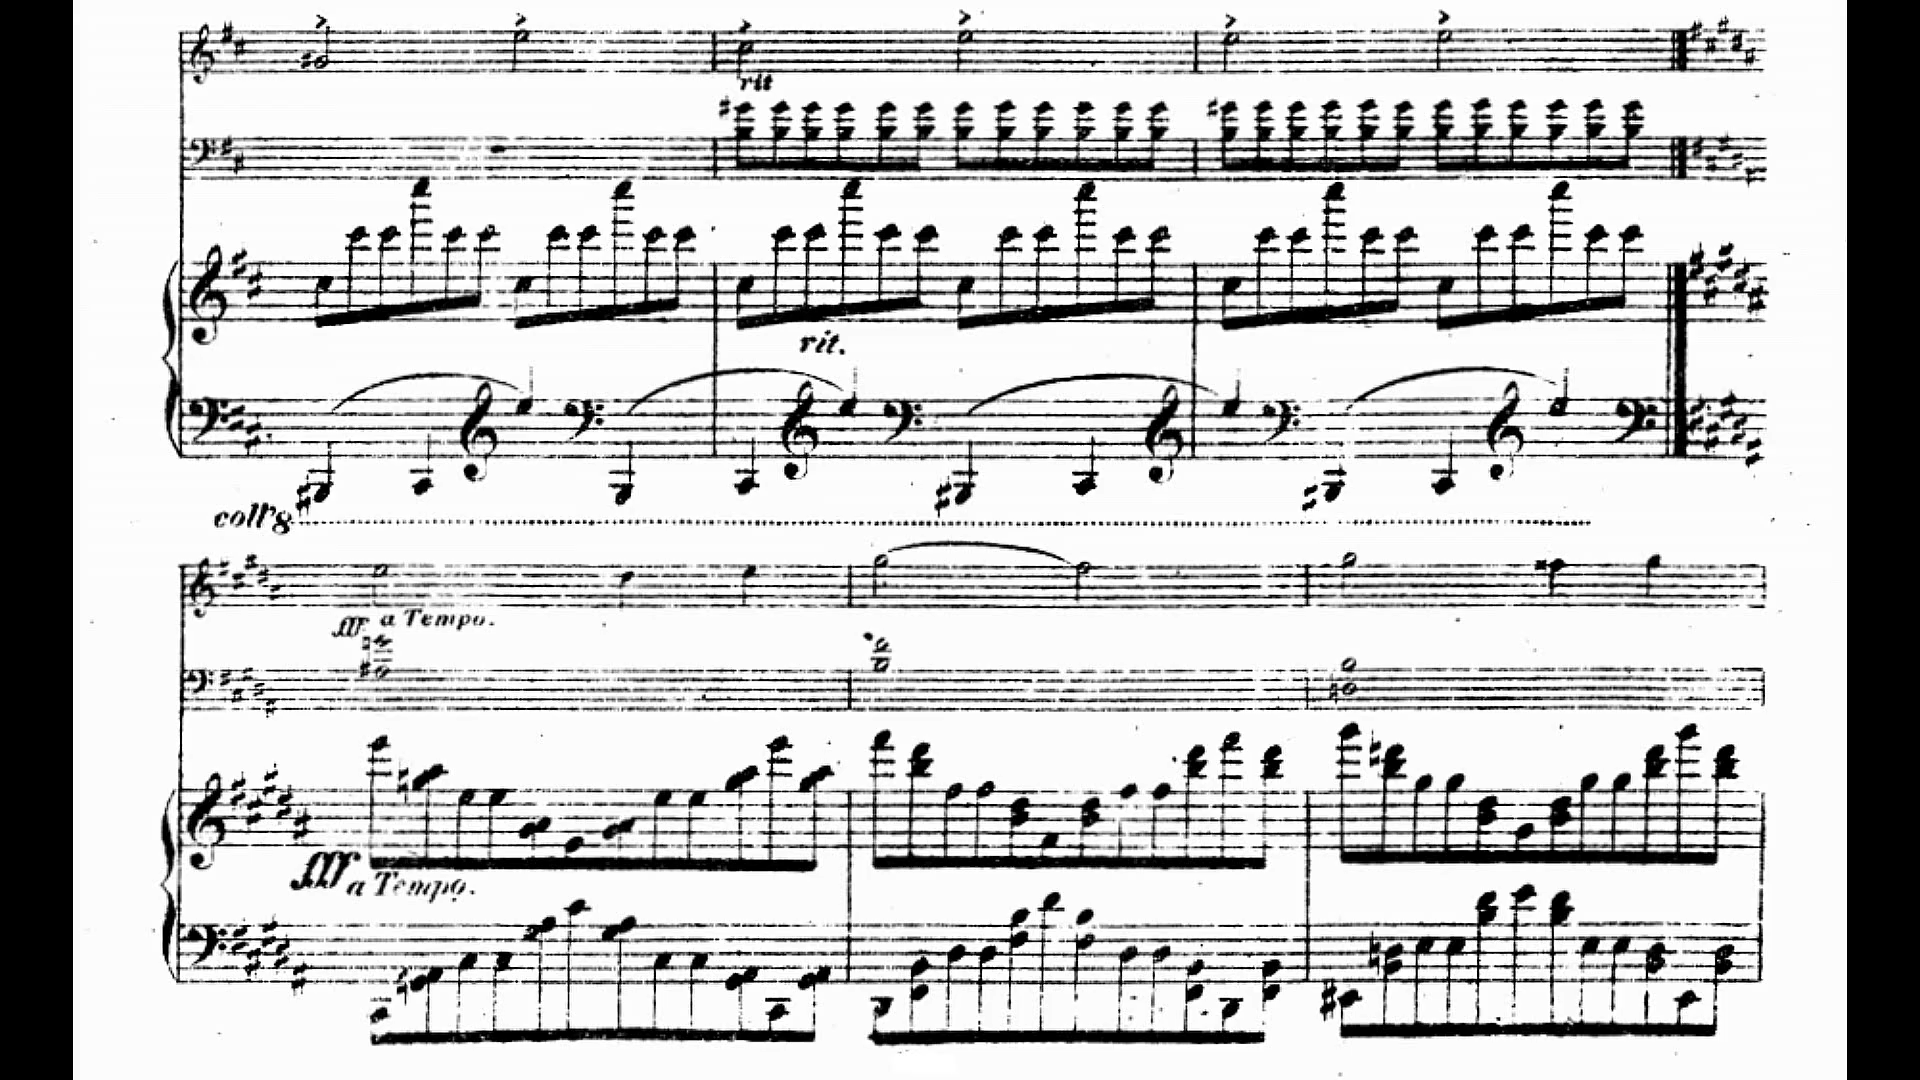 rit
rit.
coll'8
fff a Tempo.
fff a Tempo.